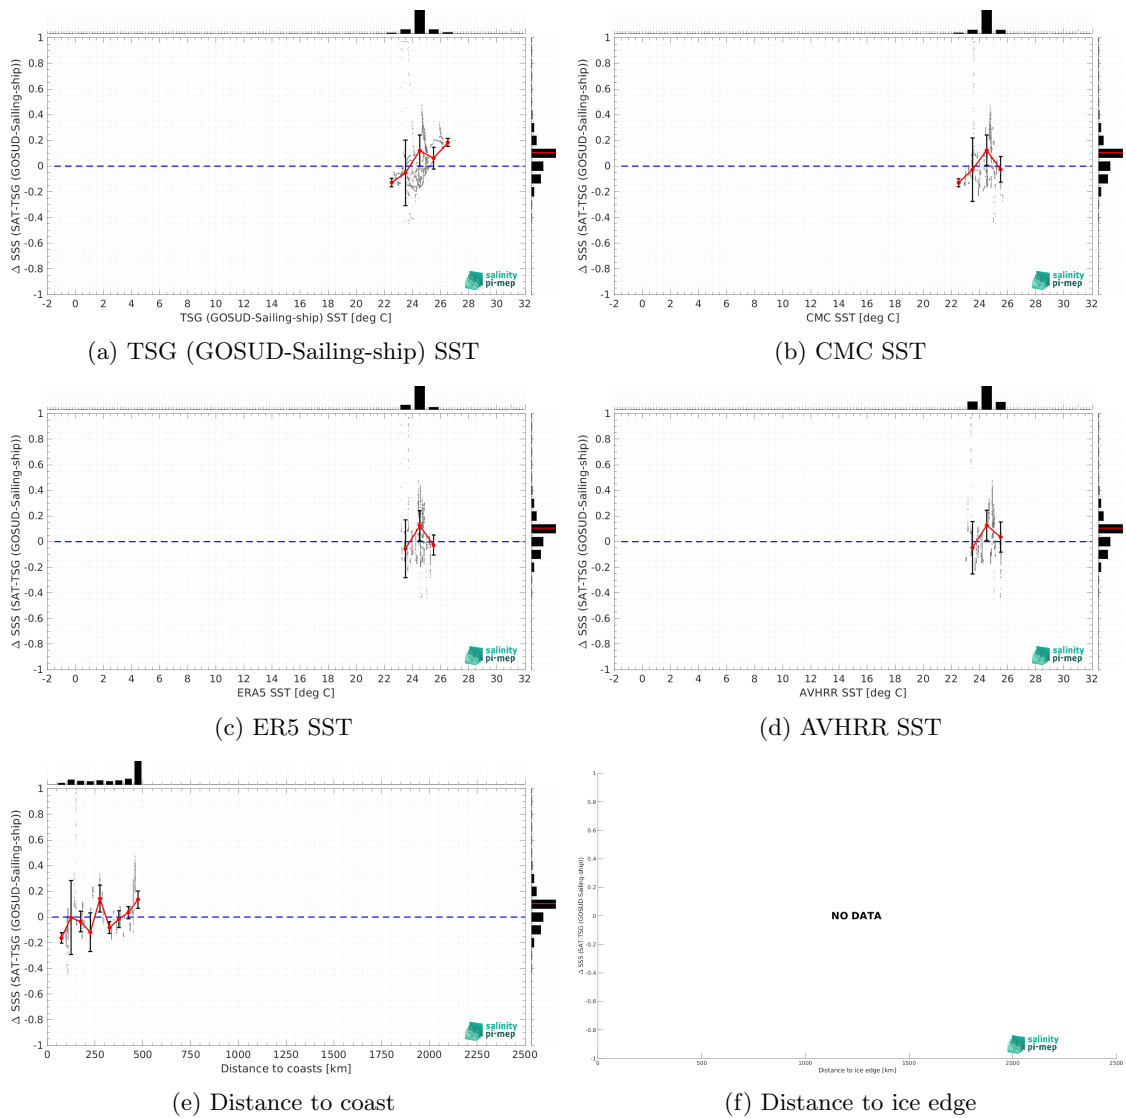 1
0.8
0.6
0.4
0.2
0
-0.2
-0.4
-0.6
-0.8
-1
Δ SSS (SAT-TSG (GOSUD-Sailing-ship))
salinity
pi-mep
-2 0 2 4 6 8 10 12 14 16 18 20 22 24 26 28 30 32
TSG (GOSUD-Sailing-ship) SST [deg C]
(a) TSG (GOSUD-Sailing-ship) SST
1
0.8
0.6
0.4
0.2
0
-0.2
-0.4
-0.6
-0.8
-1
Δ SSS (SAT-TSG (GOSUD-Sailing-ship))
salinity
pi-mep
-2 0 2 4 6 8 10 12 14 16 18 20 22 24 26 28 30 32
CMC SST [deg C]
(b) CMC SST
1
0.8
0.6
0.4
0.2
0
-0.2
-0.4
-0.6
-0.8
-1
Δ SSS (SAT-TSG (GOSUD-Sailing-ship))
salinity
pi-mep
-2 0 2 4 6 8 10 12 14 16 18 20 22 24 26 28 30 32
ERA5 SST [deg C]
(c) ER5 SST
1
0.8
0.6
0.4
0.2
0
-0.2
-0.4
-0.6
-0.8
-1
Δ SSS (SAT-TSG (GOSUD-Sailing-ship))
salinity
pi-mep
-2 0 2 4 6 8 10 12 14 16 18 20 22 24 26 28 30 32
AVHRR SST [deg C]
(d) AVHRR SST
1
0.8
0.6
0.4
0.2
0
-0.2
-0.4
-0.6
-0.8
-1
Δ SSS (SAT-TSG (GOSUD-Sailing-ship))
salinity
pi-mep
0 250 500 750 1000 1250 1500 1750 2000 2250 2500
Distance to coasts [km]
(e) Distance to coast
1
0.8
0.6
0.4
0.2
0
-0.2
-0.4
-0.6
-0.8
-1
Δ SSS (SAT-TSG (GOSUD-Sailing-ship))
NO DATA
salinity
pi-mep
0 500 1000 1500 2000 2500
Distance to ice edge [km]
(f) Distance to ice edge